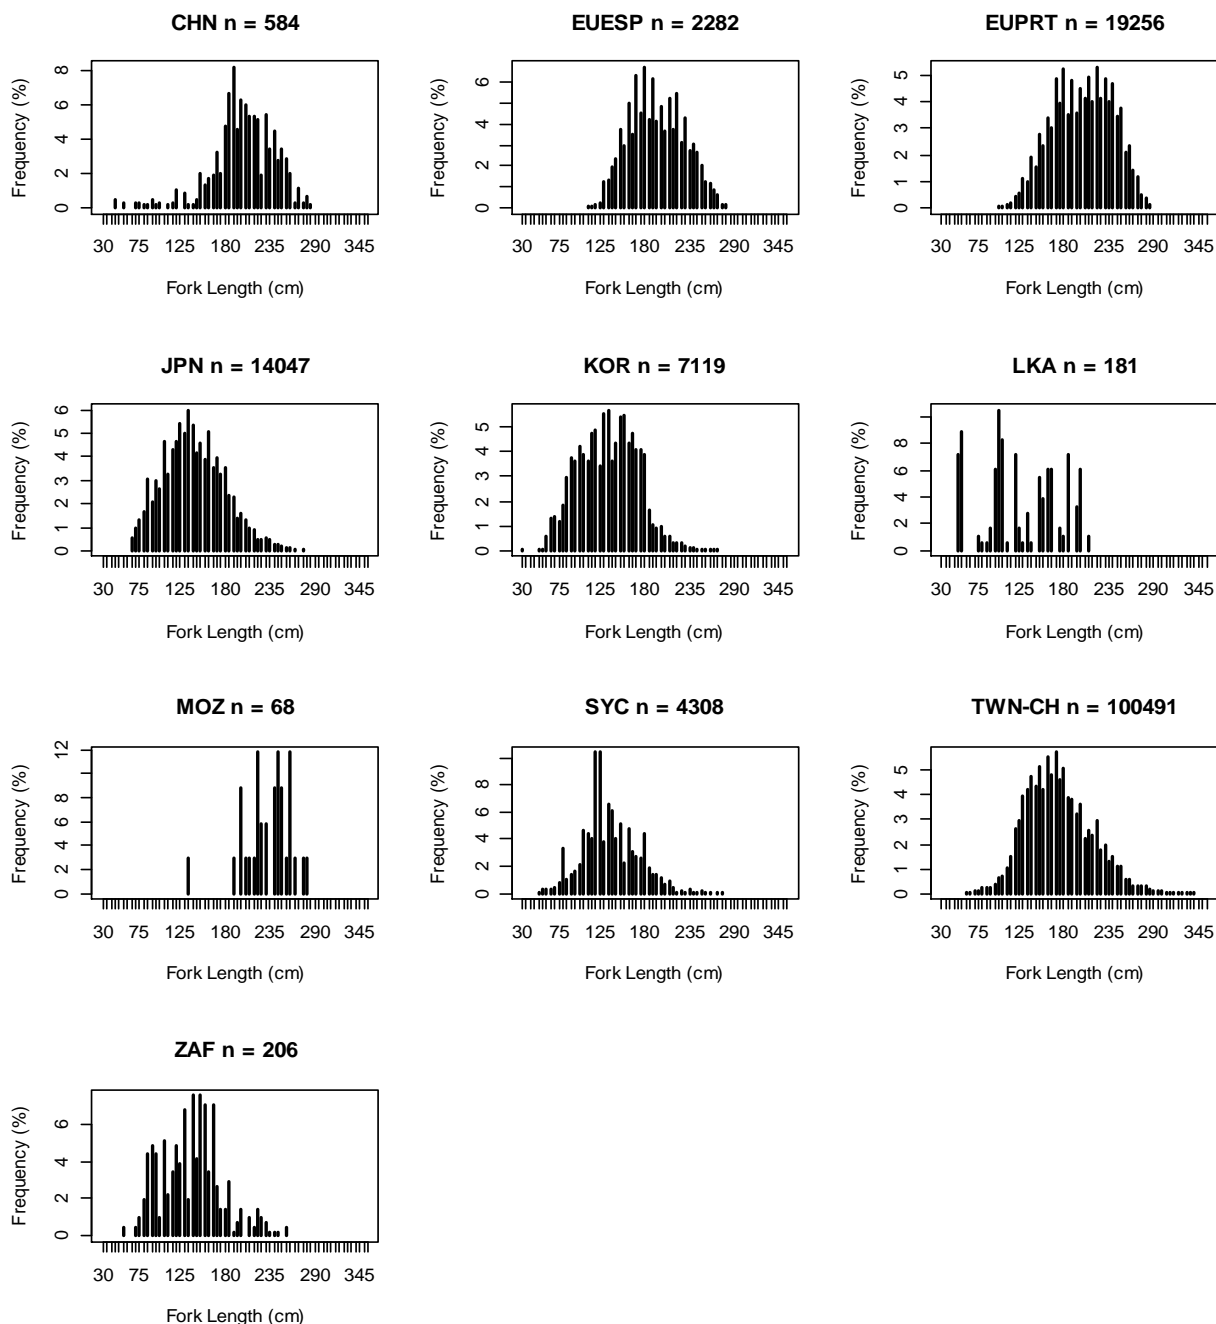 CHN n = 584
Frequency (%)
0 2 4 6 8
30 75 125 180 235 290 345
Fork Length (cm)
EUESP n = 2282
Frequency (%)
0 2 4 6
30 75 125 180 235 290 345
Fork Length (cm)
EUPRT n = 19256
Frequency (%)
0 1 2 3 4 5
30 75 125 180 235 290 345
Fork Length (cm)
JPN n = 14047
Frequency (%)
0 1 2 3 4 5 6
30 75 125 180 235 290 345
Fork Length (cm)
KOR n = 7119
Frequency (%)
0 1 2 3 4 5
30 75 125 180 235 290 345
Fork Length (cm)
LKA n = 181
Frequency (%)
0 2 4 6 8
30 75 125 180 235 290 345
Fork Length (cm)
MOZ n = 68
Frequency (%)
0 2 4 6 8 12
30 75 125 180 235 290 345
Fork Length (cm)
SYC n = 4308
Frequency (%)
0 2 4 6 8
30 75 125 180 235 290 345
Fork Length (cm)
TWN-CH n = 100491
Frequency (%)
0 1 2 3 4 5
30 75 125 180 235 290 345
Fork Length (cm)
ZAF n = 206
Frequency (%)
0 2 4 6
30 75 125 180 235 290 345
Fork Length (cm)